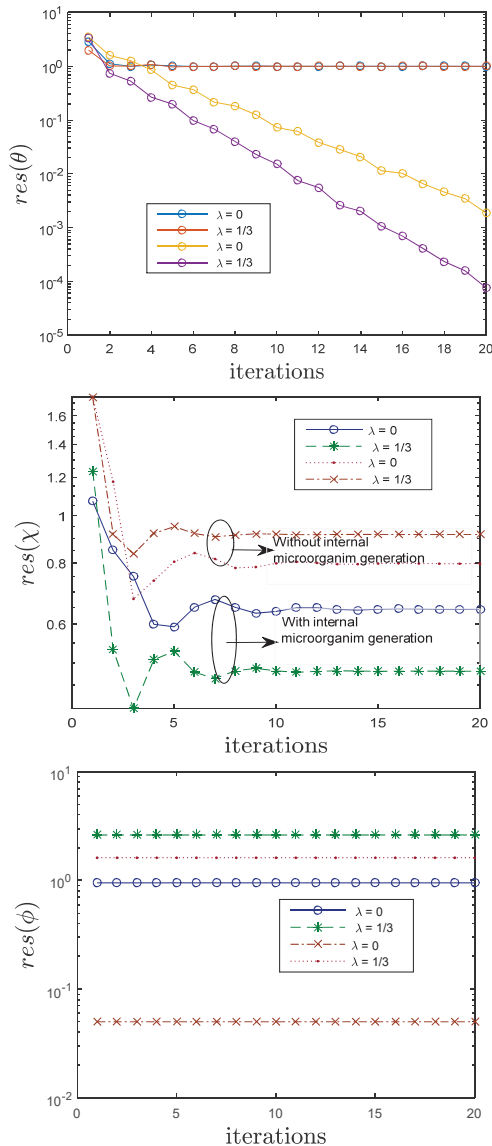 10^1
10^0
10^-1
10^-2
10^-3
10^-4
10^-5
res(θ)
λ = 0
λ = 1/3
λ = 0
λ = 1/3
0 2 4 6 8 10 12 14 16 18 20
iterations
1.6
1.4
1.2
1
0.8
0.6
res(χ)
λ = 0
λ = 1/3
λ = 0
λ = 1/3
Without internal
microorganim generation
With internal
microorganim generation
0 5 10 15 20
iterations
10^1
10^0
10^-1
10^-2
res(ϕ)
λ = 0
λ = 1/3
λ = 0
λ = 1/3
0 5 10 15 20
iterations